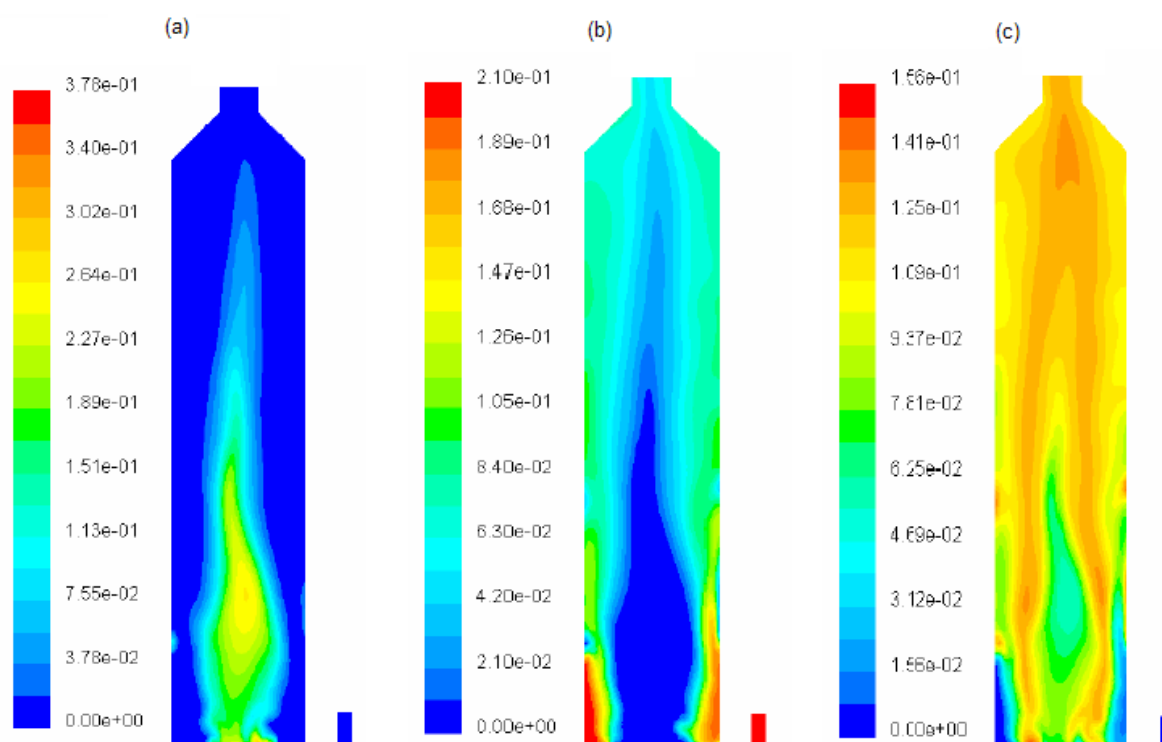 (a)
(b)
(c)
3.78e-01
3.40e-01
3.02e-01
2.64e-01
2.27e-01
1.89e-01
1.51e-01
1.13e-01
7.55e-02
3.78e-02
0.00e+00
2.10e-01
1.89e-01
1.68e-01
1.47e-01
1.26e-01
1.05e-01
8.40e-02
6.30e-02
4.20e-02
2.10e-02
0.00e+00
1.56e-01
1.41e-01
1.25e-01
1.09e-01
9.37e-02
7.81e-02
6.25e-02
4.69e-02
3.12e-02
1.56e-02
0.00e+00